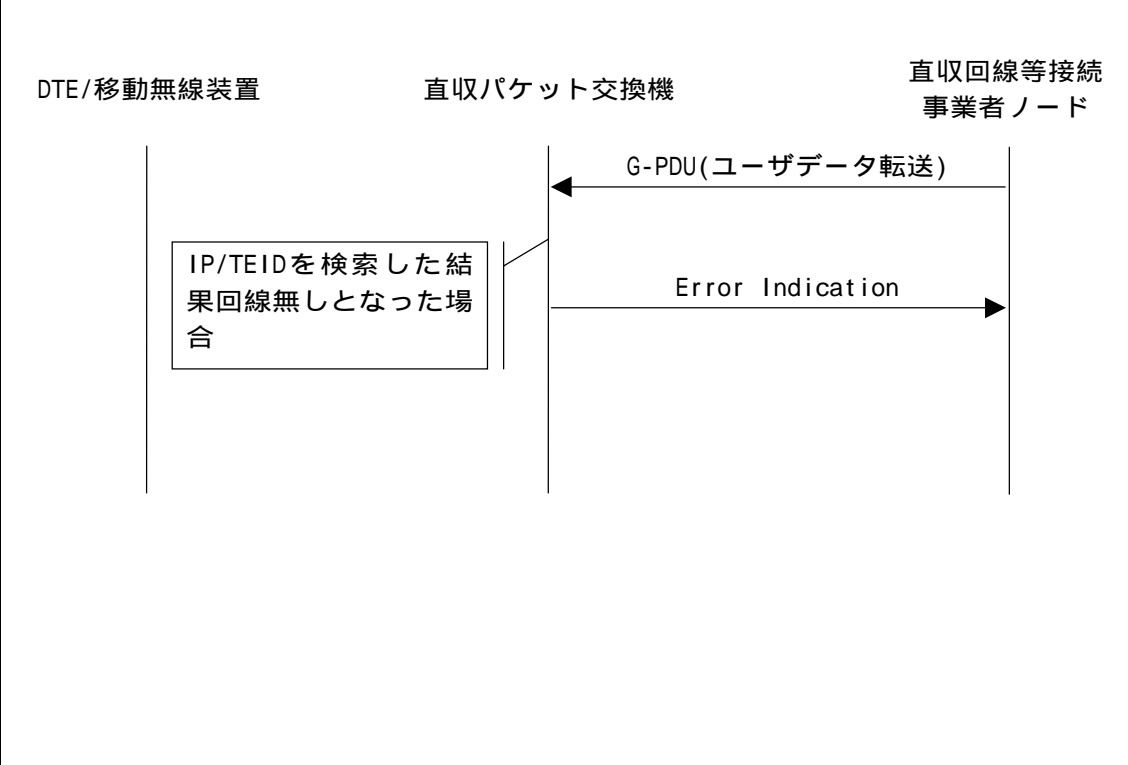 DTE/移動無線装置
直収パケット交換機
直収回線等接続
事業者ノード
G-PDU(ユーザデータ転送)
IP/TEIDを検索した結
果回線無しとなった場
合
Error Indication